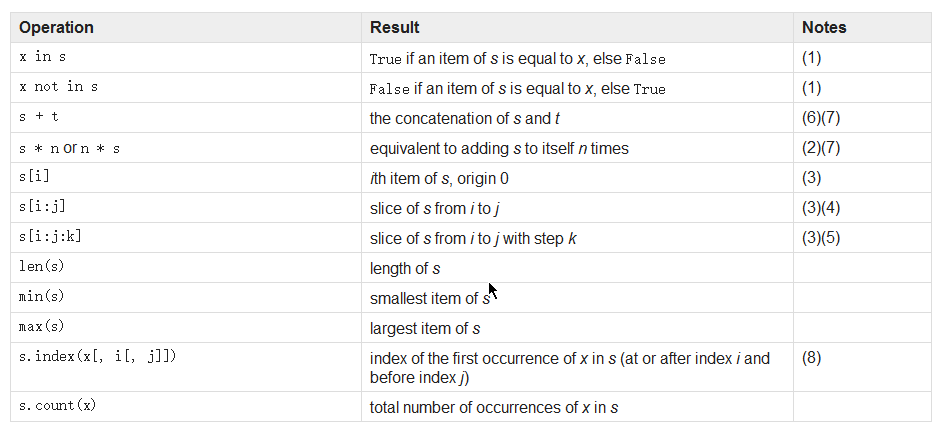 Operation Result Notes
x in s True if an item of s is equal to x, else False (1)
x not in s False if an item of s is equal to x, else True (1)
s + t the concatenation of s and t (6)(7)
s * n or n * s equivalent to adding s to itself n times (2)(7)
s[i] ith item of s, origin 0 (3)
s[i:j] slice of s from i to j (3)(4)
s[i:j:k] slice of s from i to j with step k (3)(5)
len(s) length of s
min(s) smallest item of s
max(s) largest item of s
s.index(x[, i[, j]]) index of the first occurrence of x in s (at or after index i and (8)
before index j)
s.count(x) total number of occurrences of x in s